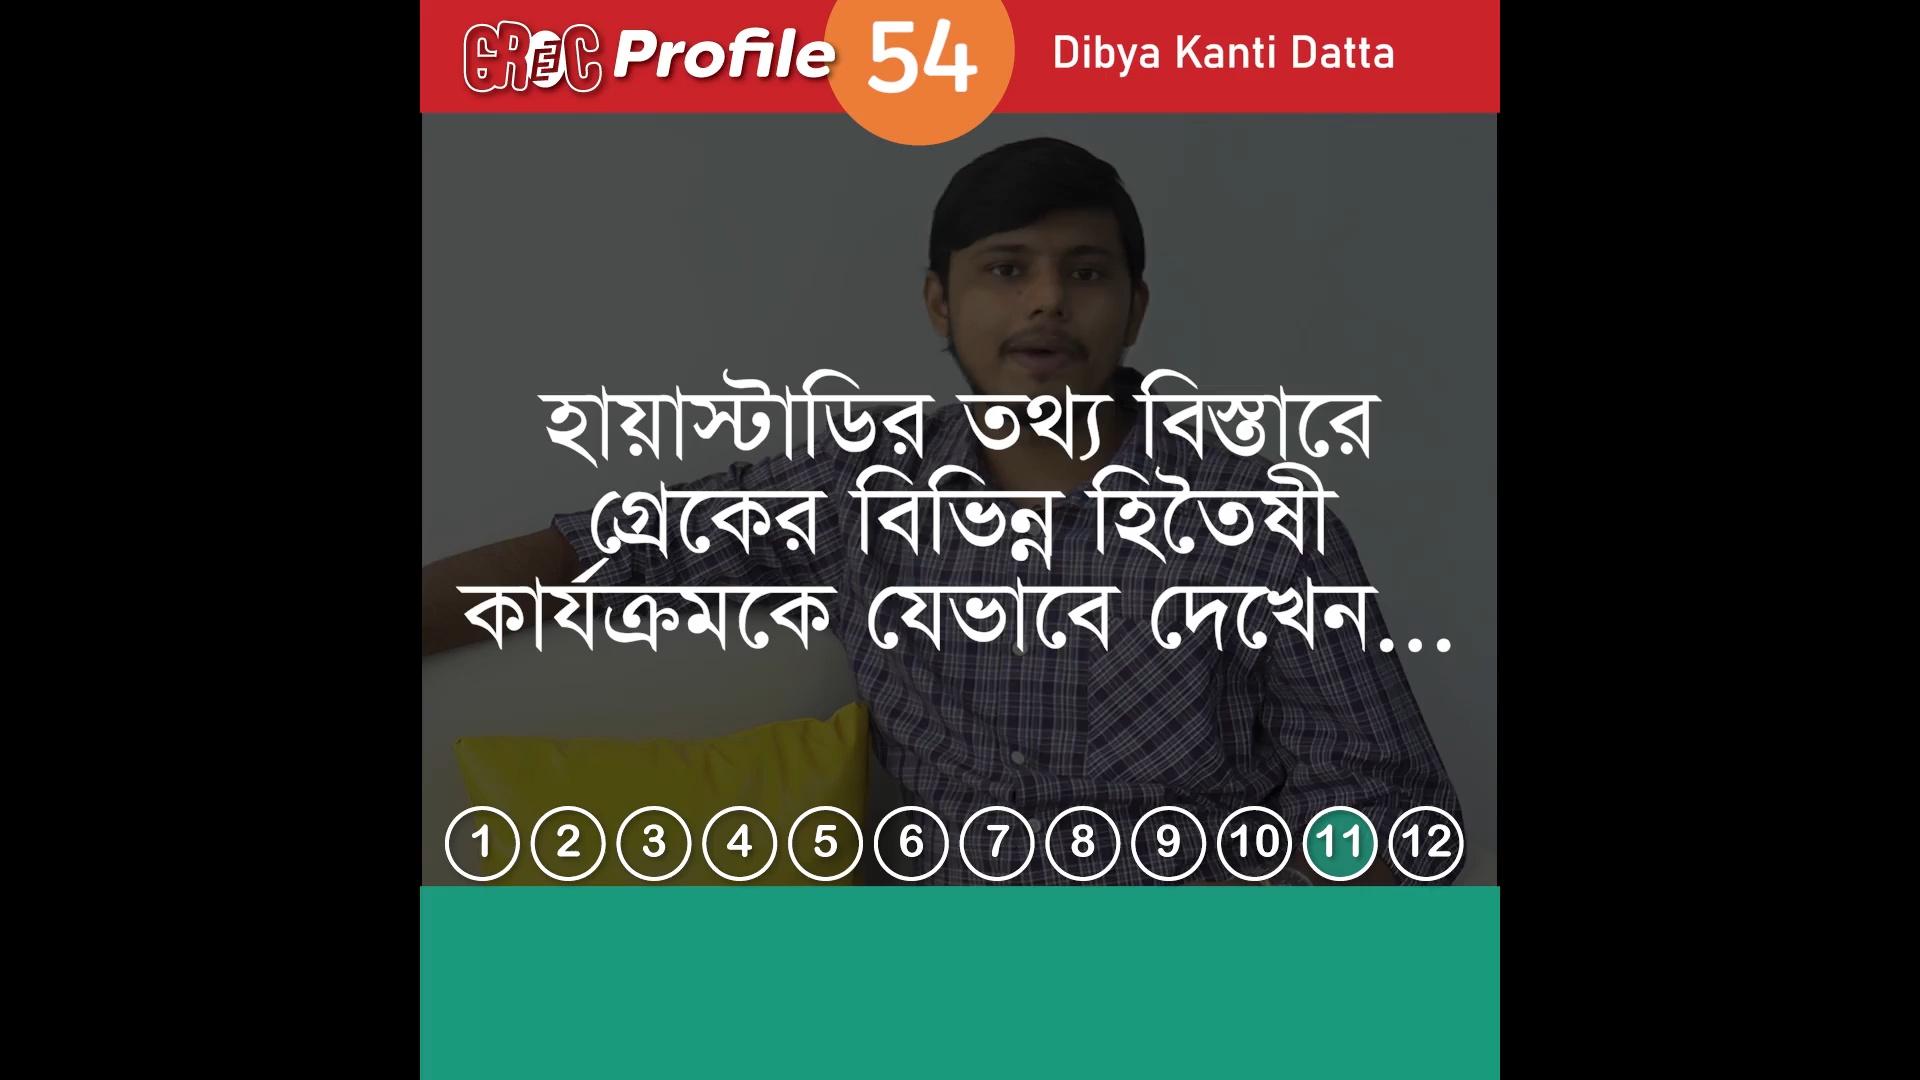 GREC Profile 54 Dibya Kanti Datta
হায়াস্টাডির তথ্য বিস্তারে
গ্রেকের বিভিন্ন হিতৈষী
কার্যক্রমকে যেভাবে দেখেন...
1 2 3 4 5 6 7 8 9 10 11 12